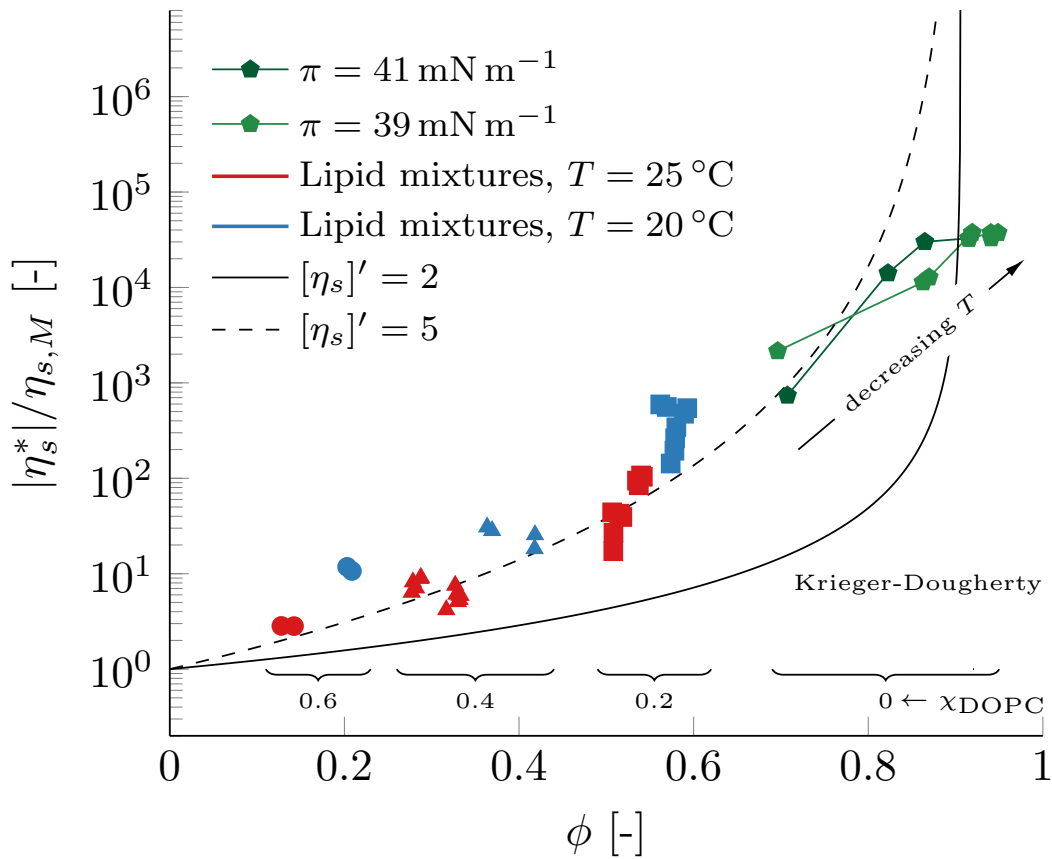 π = 41 mN m⁻¹
π = 39 mN m⁻¹
Lipid mixtures, T = 25 °C
Lipid mixtures, T = 20 °C
[ηₛ]′ = 2
[ηₛ]′ = 5
10⁶
10⁵
10⁴
10³
10²
10¹
10⁰
|ηₛ*|/ηₛ,M [-]
decreasing T
Krieger-Dougherty
0.6
0.4
0.2
0 ← χDOPC
0
0.2
0.4
0.6
0.8
1
ϕ [-]